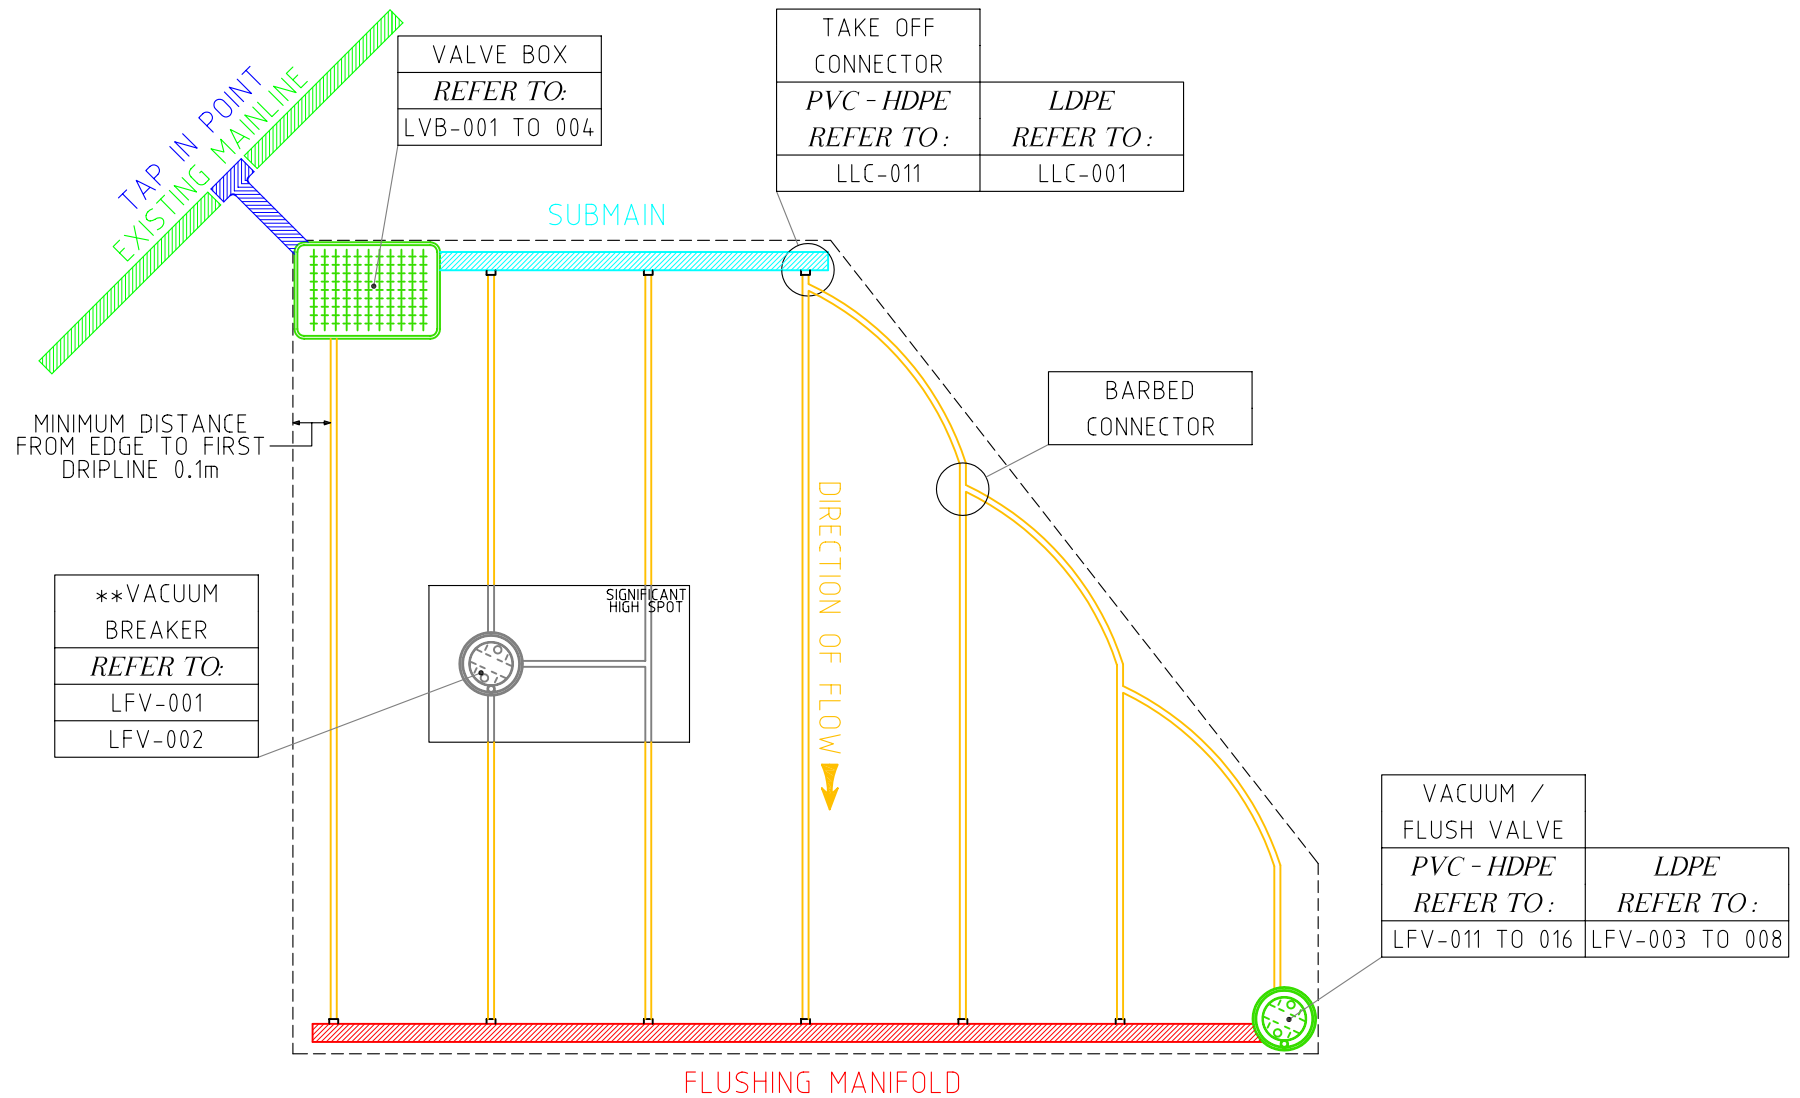 TAP IN POINT
EXISTING MAINLINE
VALVE BOX
REFER TO:
LVB-001 TO 004
TAKE OFF
CONNECTOR
PVC - HDPE
REFER TO :
LLC-011
LDPE
REFER TO :
LLC-001
SUBMAIN
MINIMUM DISTANCE
FROM EDGE TO FIRST
DRIPLINE 0.1m
BARBED
CONNECTOR
DIRECTION OF FLOW
**VACUUM
BREAKER
REFER TO:
LFV-001
LFV-002
SIGNIFICANT
HIGH SPOT
VACUUM /
FLUSH VALVE
PVC - HDPE
REFER TO :
LFV-011 TO 016
LDPE
REFER TO :
LFV-003 TO 008
FLUSHING MANIFOLD